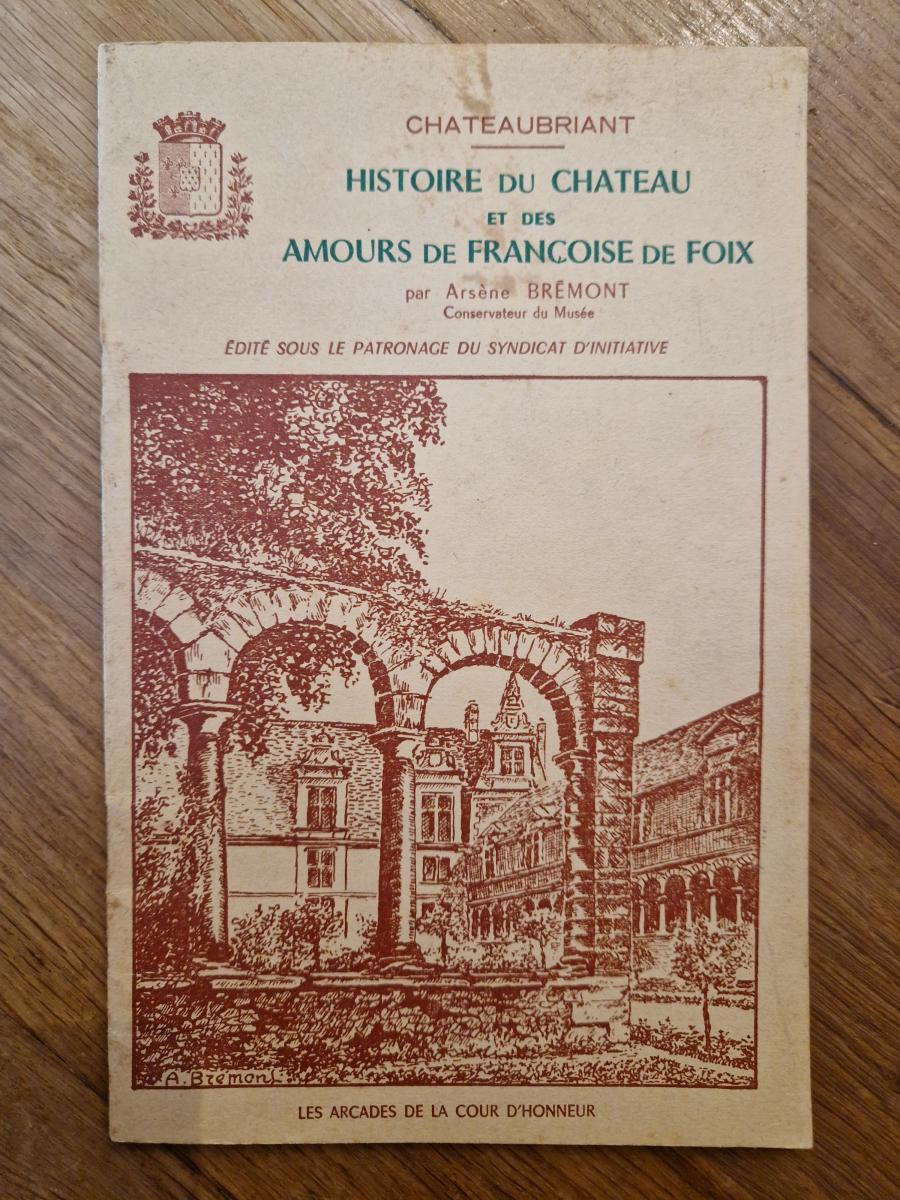 CHATEAUBRIANT
HISTOIRE DU CHATEAU
ET DES
AMOURS DE FRANÇOISE DE FOIX
par Arsène BRÉMONT
Conservateur du Musée
ÉDITÉ SOUS LE PATRONAGE DU SYNDICAT D'INITIATIVE
A. Bremont
LES ARCADES DE LA COUR D'HONNEUR